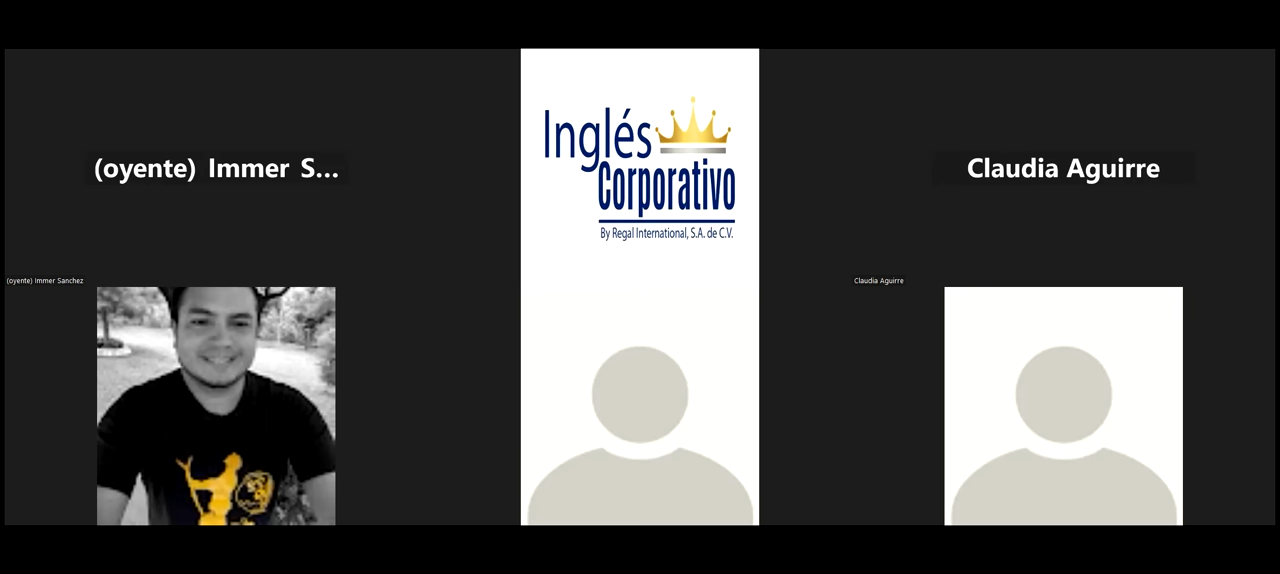 (oyente) Immer S...
Inglés
Corporativo
By Regal International, S.A. de C.V.
Claudia Aguirre
(oyente) Immer Sanchez
Claudia Aguirre